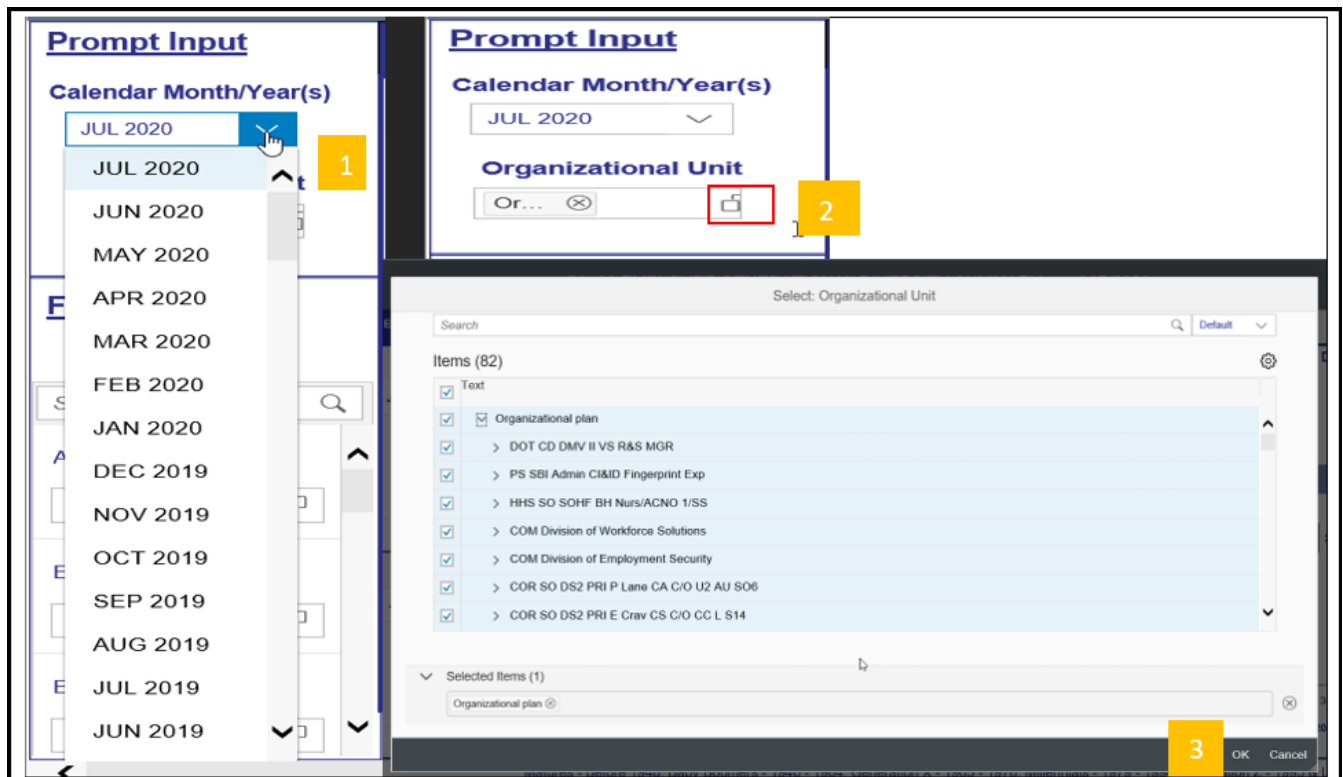 Prompt Input
Calendar Month/Year(s)
JUL 2020
1
JUL 2020
JUN 2020
MAY 2020
APR 2020
MAR 2020
FEB 2020
JAN 2020
DEC 2019
NOV 2019
OCT 2019
SEP 2019
AUG 2019
JUL 2019
JUN 2019
Prompt Input
Calendar Month/Year(s)
JUL 2020
Organizational Unit
Or...
2
Select: Organizational Unit
Search
Default
Items (82)
Text
Organizational plan
DOT CD DMV II VS R&S MGR
PS SBI Admin CI&ID Fingerprint Exp
HHS SO SOHF BH Nurs/ACNO 1/SS
COM Division of Workforce Solutions
COM Division of Employment Security
COR SO DS2 PRI P Lane CA C/O U2 AU SO6
COR SO DS2 PRI E Crav CS C/O CC L S14
Selected Items (1)
Organizational plan
3
OK Cancel